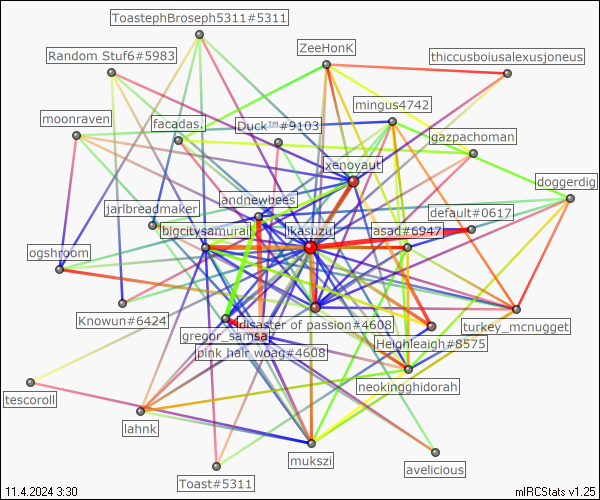 ToastephBroseph5311#5311
ZeeHonK
Random Stuf6#5983
thiccusboiusalexusjoneus
mingus4742
moonraven
facadas.
Duck™#9103
gazpachoman
xenoyaut
doggerdig
andnewbees
jarlbreadmaker
default#0617
bigcitysamurai
ikasuzu
asad#6947
ogshroom
Knowun#6424
disaster of passion#4608
turkey_mcnugget
gregor_samsa
Heighleaigh#8575
pink hair woag#4608
neokingghidorah
tescoroll
lahnk
mukszi
avelicious
Toast#5311
11.4.2024 3:30
mIRCStats v1.25